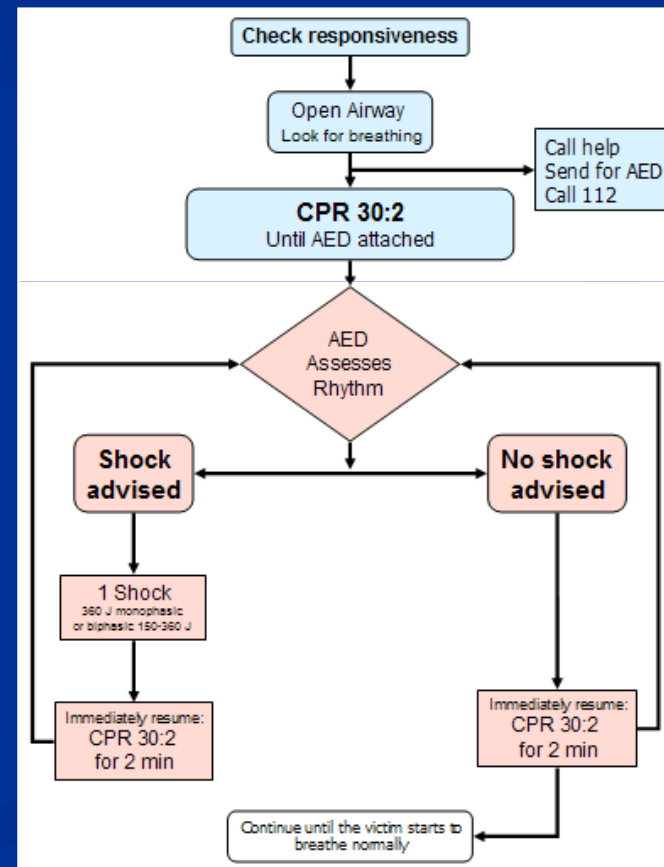 Check responsiveness
Open Airway
Look for breathing
Call help
Send for AED
Call 112
CPR 30:2
Until AED attached
AED
Assesses
Rhythm
Shock
advised
No shock
advised
1 Shock
360 J monophasic
or biphasic 150-360 J
Immediately resume:
CPR 30:2
for 2 min
Immediately resume:
CPR 30:2
for 2 min
Continue until the victim starts to
breathe normally